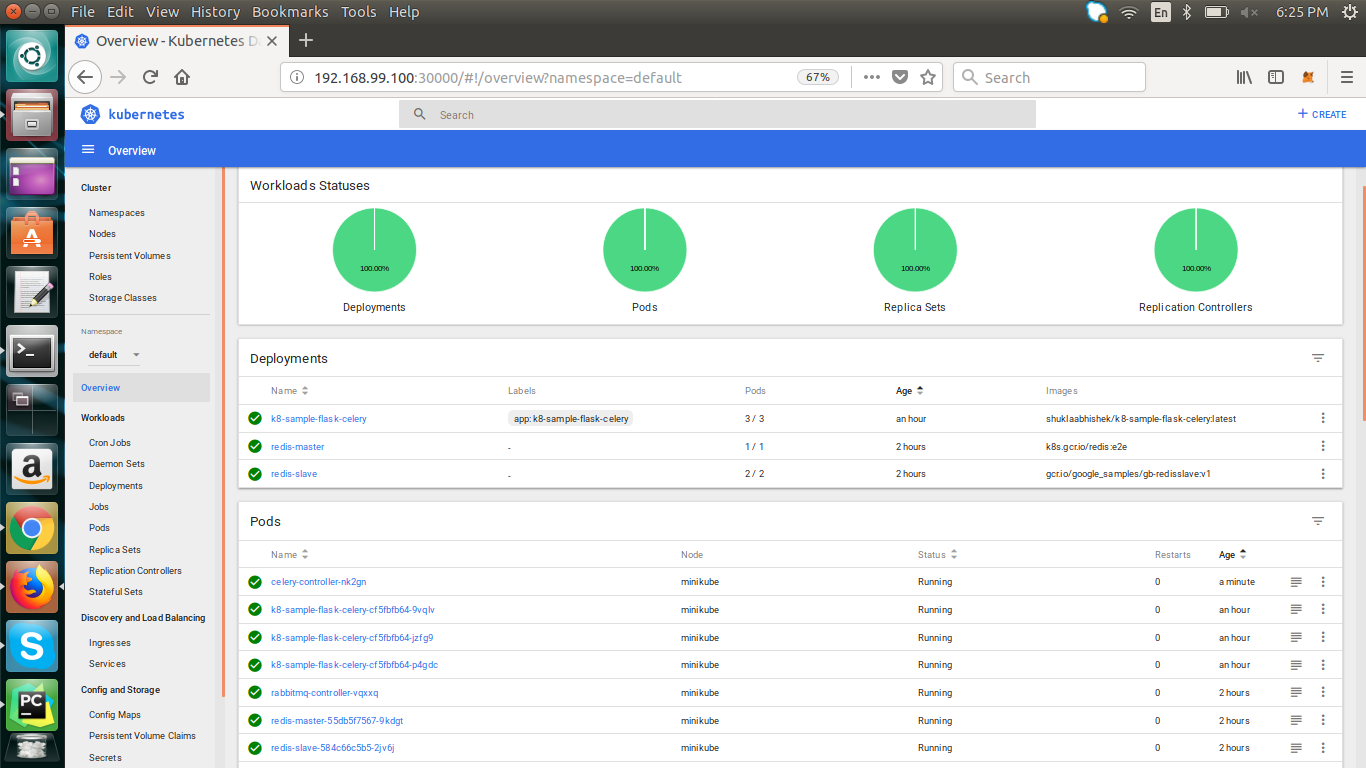 File Edit View History Bookmarks Tools Help
En
6:25 PM
Overview - Kubernetes D
192.168.99.100:30000/#!/overview?namespace=default
67%
Search
kubernetes
Search
+ CREATE
Overview
Cluster
Namespaces
Nodes
Persistent Volumes
Roles
Storage Classes
Namespace
default
Overview
Workloads
Cron Jobs
Daemon Sets
Deployments
Jobs
Pods
Replica Sets
Replication Controllers
Stateful Sets
Discovery and Load Balancing
Ingresses
Services
Config and Storage
Config Maps
Persistent Volume Claims
Secrets
Workloads Statuses
100.00% 100.00% 100.00% 100.00%
Deployments Pods Replica Sets Replication Controllers
Deployments
Name Labels Pods Age Images
k8-sample-flask-celery app: k8-sample-flask-celery 3 / 3 an hour shuklaabhishek/k8-sample-flask-celery:latest
redis-master - 1 / 1 2 hours k8s.gcr.io/redis:e2e
redis-slave - 2 / 2 2 hours gcr.io/google_samples/gb-redisslave:v1
Pods
Name Node Status Restarts Age
celery-controller-nk2gn minikube Running 0 a minute
k8-sample-flask-celery-cf5fbfb64-9vqlv minikube Running 0 an hour
k8-sample-flask-celery-cf5fbfb64-jzfg9 minikube Running 0 an hour
k8-sample-flask-celery-cf5fbfb64-p4gdc minikube Running 0 an hour
rabbitmq-controller-vqxxq minikube Running 0 2 hours
redis-master-55db5f7567-9kdgt minikube Running 0 2 hours
redis-slave-584c66c5b5-2jv6j minikube Running 0 2 hours
PC